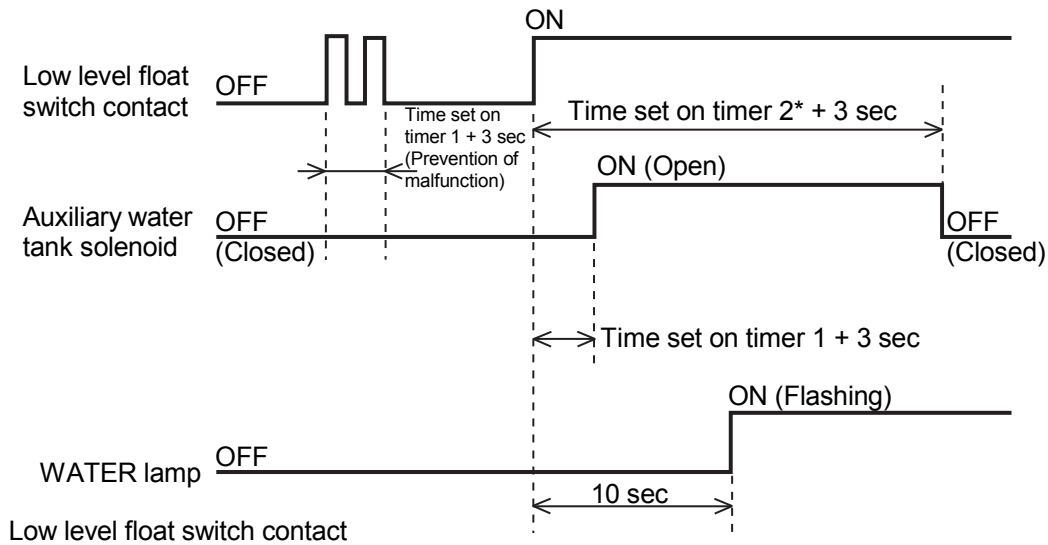 ON
Low level float
switch contact
OFF
Time set on
timer 1 + 3 sec
(Prevention of
malfunction)
Time set on timer 2* + 3 sec
ON (Open)
Auxiliary water
tank solenoid
OFF
(Closed)
OFF
(Closed)
Time set on timer 1 + 3 sec
ON (Flashing)
WATER lamp
OFF
10 sec
Low level float switch contact